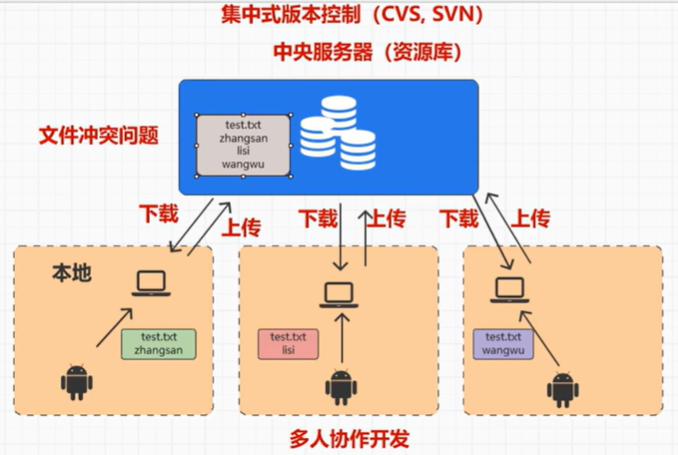 集中式版本控制（CVS, SVN）
中央服务器（资源库）
文件冲突问题
test.txt
zhangsan
lisi
wangwu
下载
上传
下载
上传
下载
上传
本地
test.txt
zhangsan
test.txt
lisi
test.txt
wangwu
多人协作开发